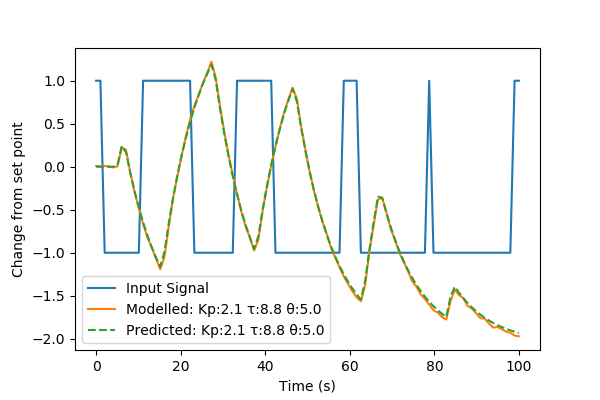 1.0
0.5
0.0
−0.5
−1.0
−1.5
−2.0
Change from set point
Input Signal
Modelled: Kp:2.1 τ:8.8 θ:5.0
Predicted: Kp:2.1 τ:8.8 θ:5.0
0 20 40 60 80 100
Time (s)